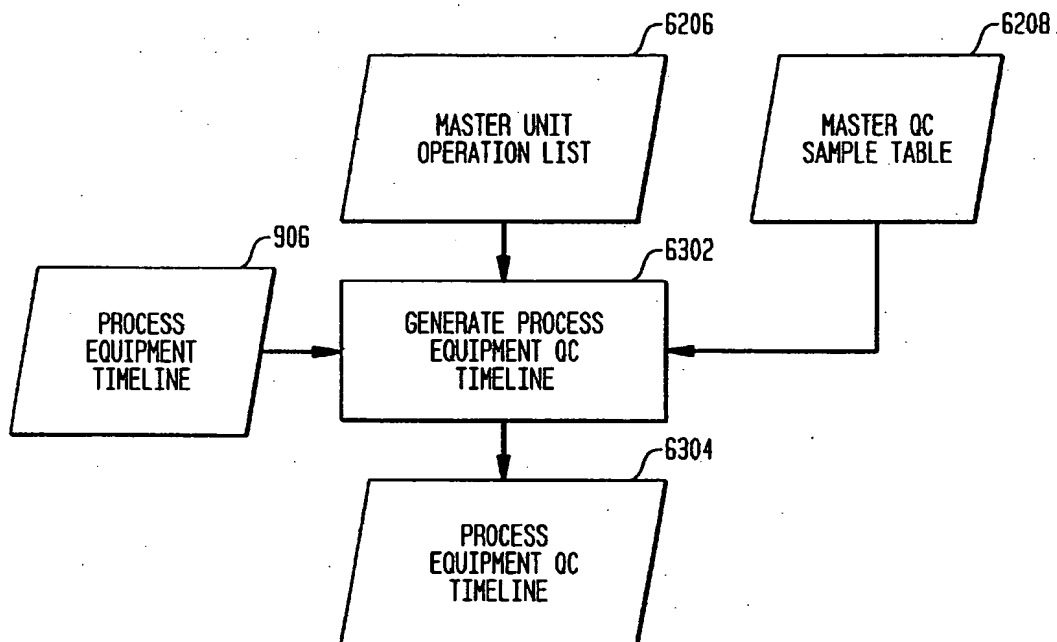 6206
MASTER UNIT
OPERATION LIST
6208
MASTER QC
SAMPLE TABLE
906
PROCESS
EQUIPMENT
TIMELINE
6302
GENERATE PROCESS
EQUIPMENT QC
TIMELINE
6304
PROCESS
EQUIPMENT QC
TIMELINE